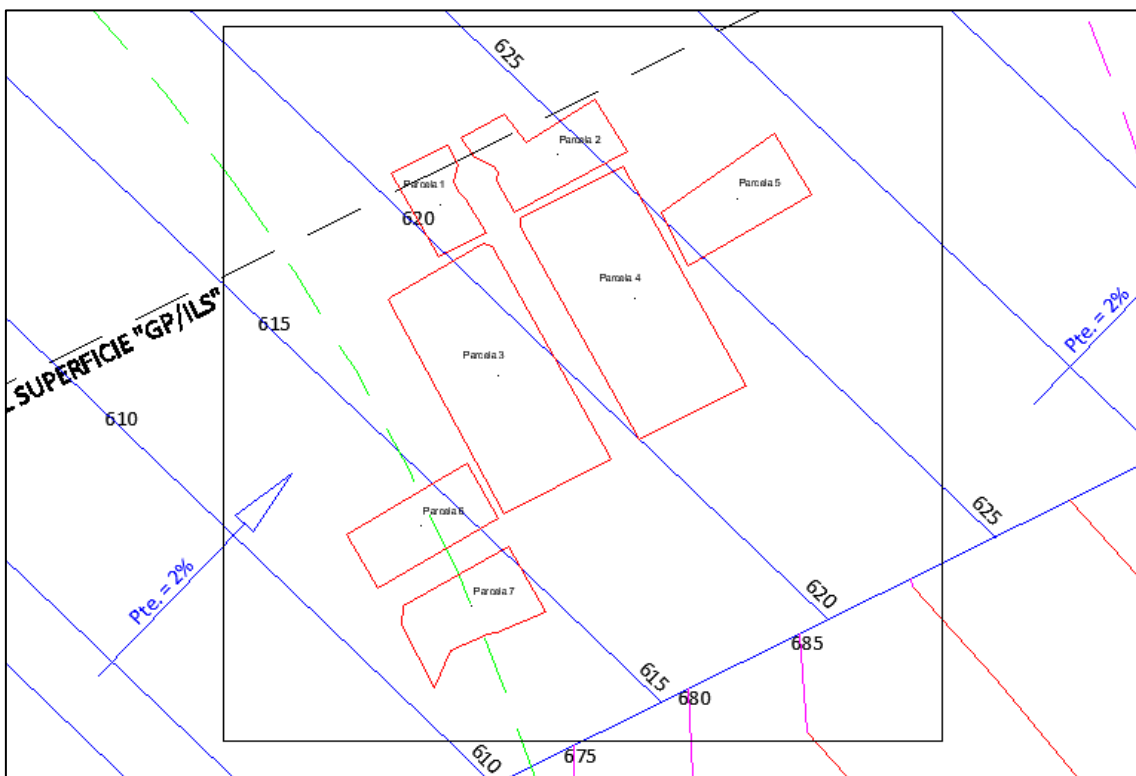 625
Parcela 2
Parcela 1
Parcela 5
620
Parcela 4
SUPERFICIE "GP/ILS"
615
Pte. = 2%
Parcela 3
610
Parcela 6
625
Pte. = 2%
Parcela 7
620
685
615
680
610
675